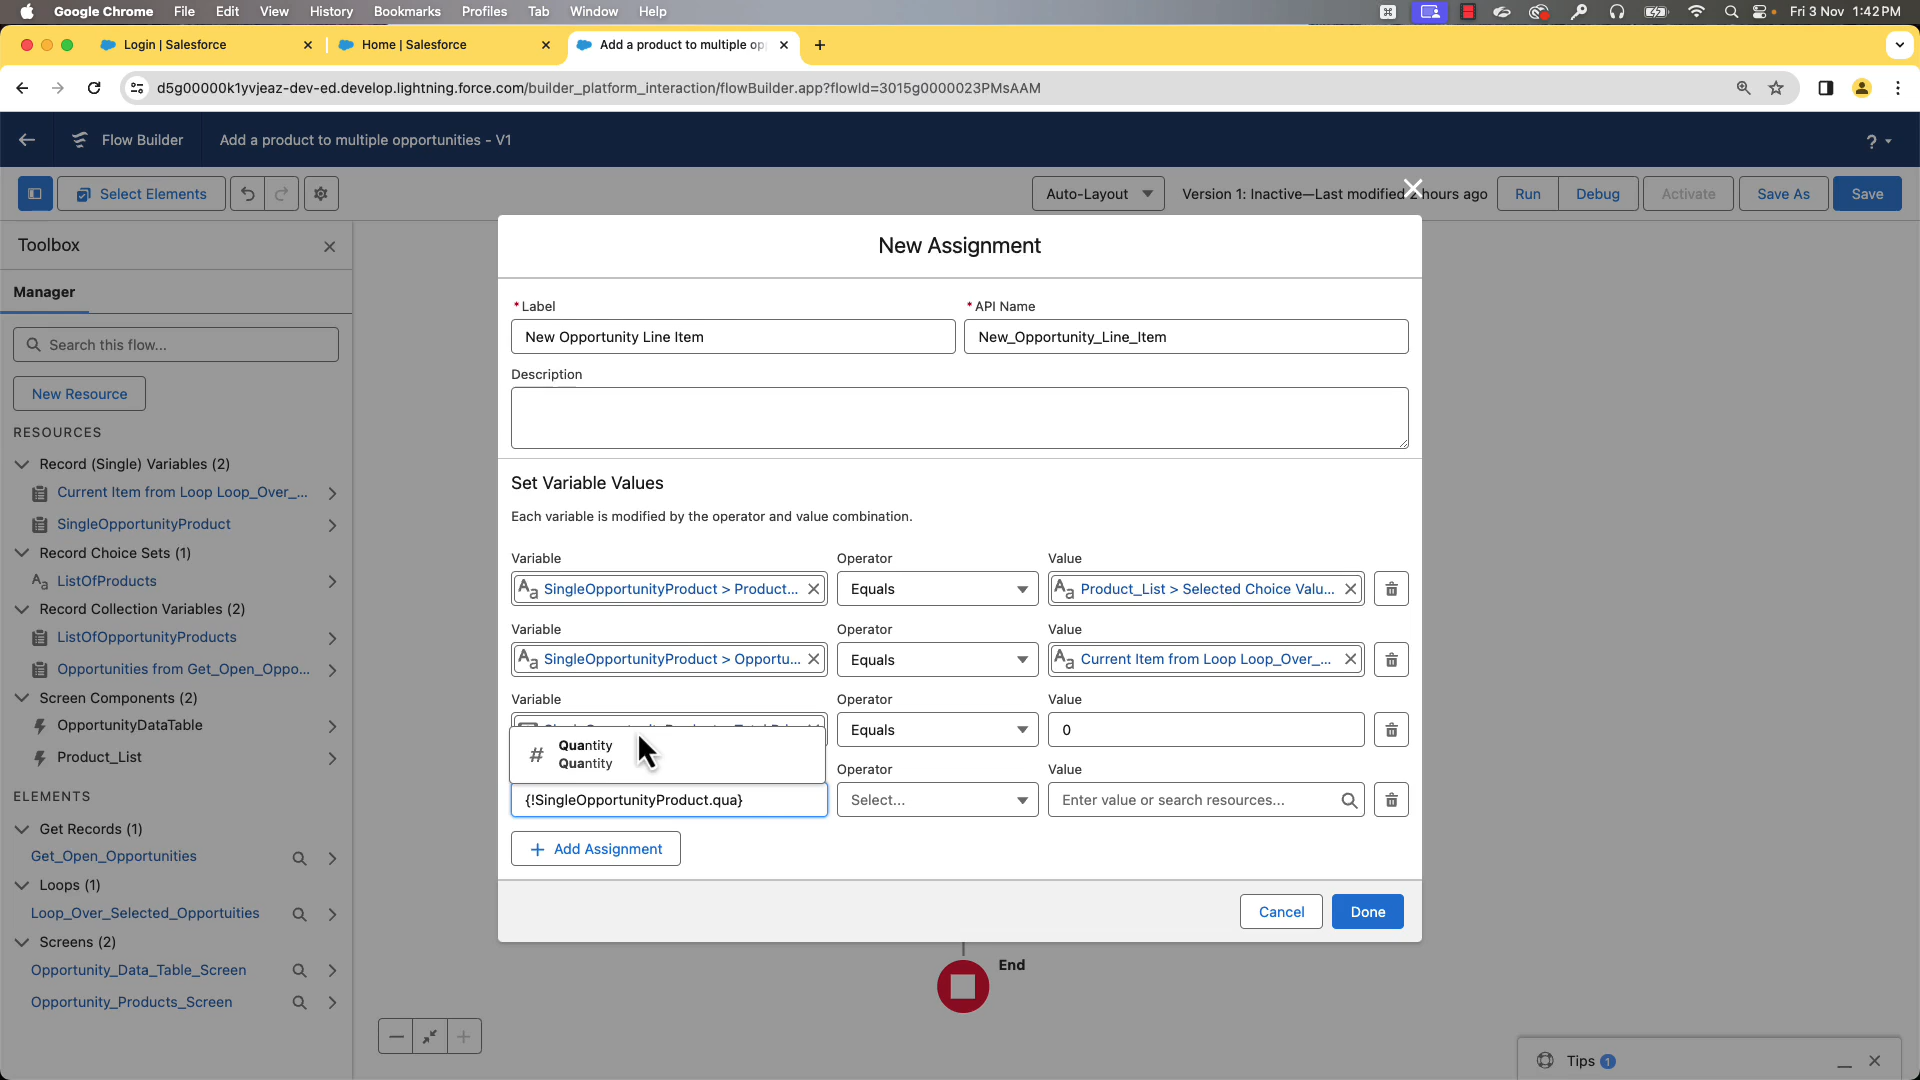 Google Chrome File Edit View History Bookmarks Profiles Tab Window Help Fri 3 Nov 1:42 PM
Login | Salesforce Home | Salesforce Add a product to multiple op
d5g00000k1yvjeaz-dev-ed.develop.lightning.force.com/builder_platform_interaction/flowBuilder.app?flowId=3015g0000023PMsAAM
Flow Builder Add a product to multiple opportunities - V1 ?
Select Elements Auto-Layout Version 1: Inactive—Last modified 2 hours ago Run Debug Activate Save As Save
Toolbox
Manager
Search this flow...
New Resource
RESOURCES
Record (Single) Variables (2)
Current Item from Loop Loop_Over_...
SingleOpportunityProduct
Record Choice Sets (1)
ListOfProducts
Record Collection Variables (2)
ListOfOpportunityProducts
Opportunities from Get_Open_Oppo...
Screen Components (2)
OpportunityDataTable
Product_List
ELEMENTS
Get Records (1)
Get_Open_Opportunities
Loops (1)
Loop_Over_Selected_Opportuities
Screens (2)
Opportunity_Data_Table_Screen
Opportunity_Products_Screen
New Assignment
* Label * API Name
New Opportunity Line Item New_Opportunity_Line_Item
Description
Set Variable Values
Each variable is modified by the operator and value combination.
Variable Operator Value
Aa SingleOpportunityProduct > Product... Equals Aa Product_List > Selected Choice Valu...
Variable Operator Value
Aa SingleOpportunityProduct > Opportu... Equals Aa Current Item from Loop Loop_Over_...
Variable Operator Value
Equals 0
# Quantity
Quantity
Operator Value
{!SingleOpportunityProduct.qua} Select... Enter value or search resources...
+ Add Assignment
Cancel Done
End
Tips 1